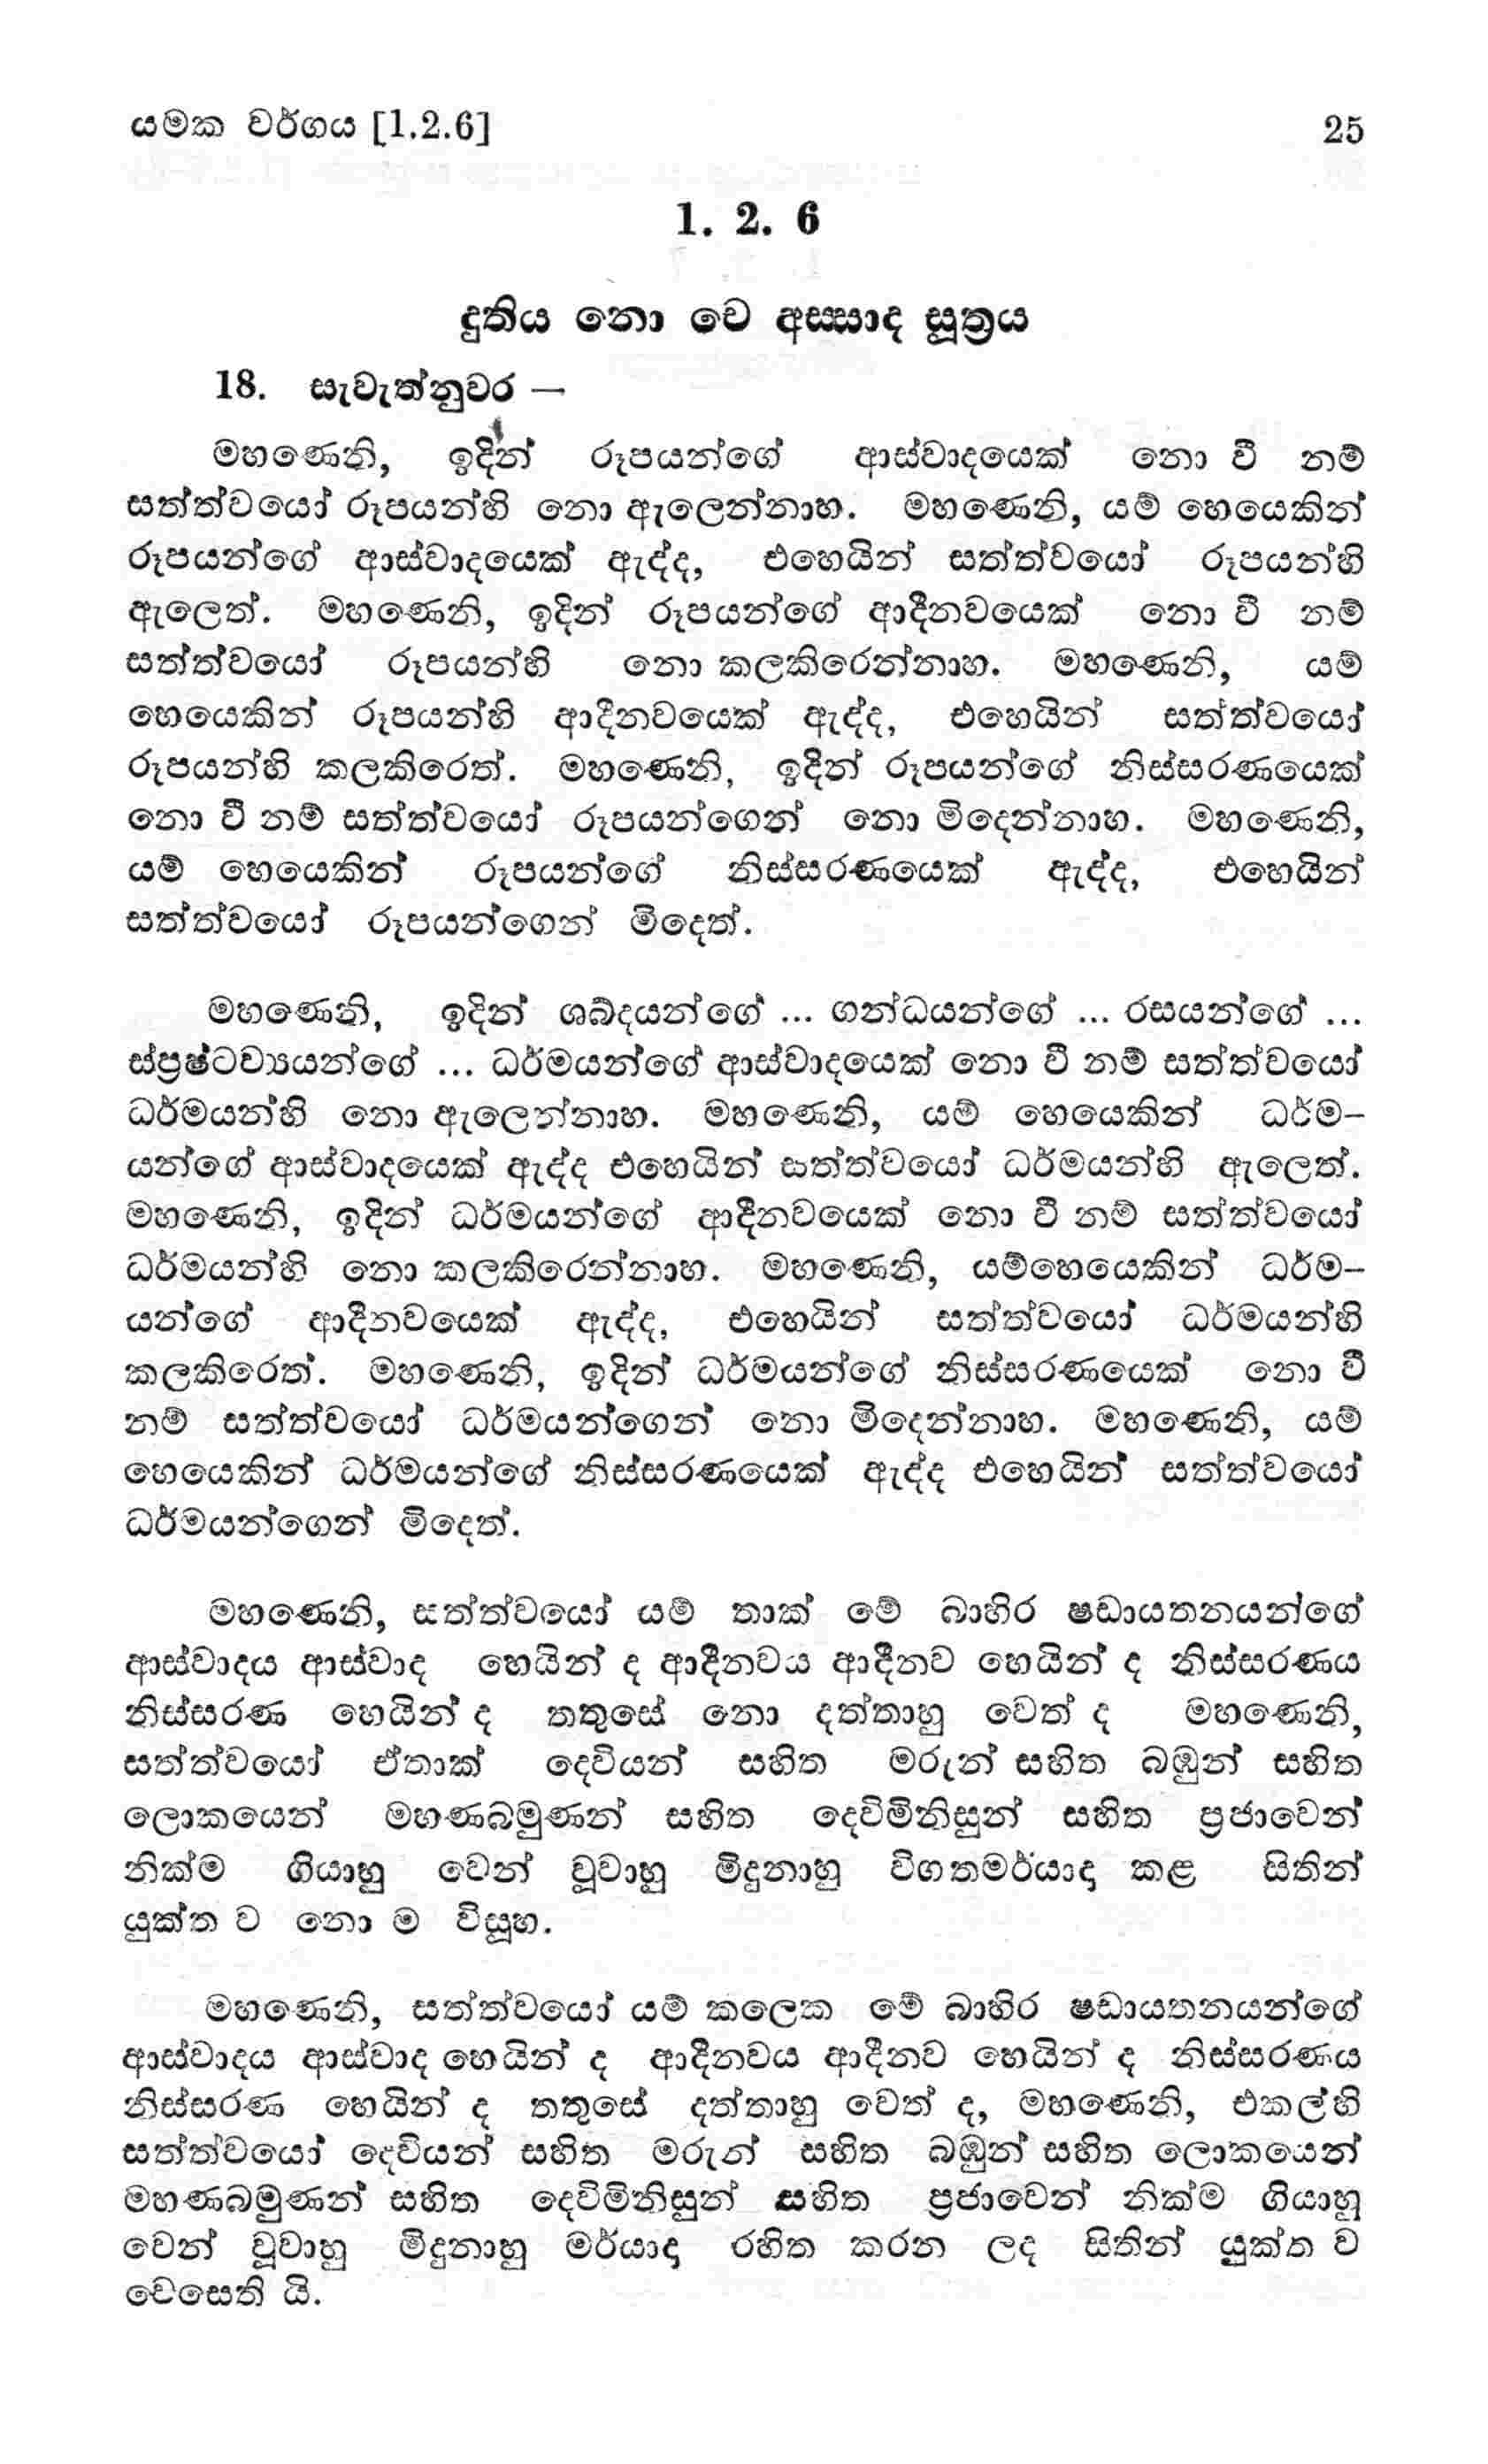 යමක වර්ගය [1.2.6] 25
1. 2. 6
දුතිය නො චෙ අස්සාද සූත්‍රය
18. සැවැත්නුවර —
මහණෙනි, ඉදින් රූපයන්ගේ ආස්වාදයෙක් නො වී නම්
සත්ත්වයෝ රූපයන්හි නො ඇලෙන්නාහ. මහණෙනි, යම් හෙයෙකින්
රූපයන්ගේ ආස්වාදයෙක් ඇද්ද, එහෙයින් සත්ත්වයෝ රූපයන්හි
ඇලෙත්. මහණෙනි, ඉදින් රූපයන්ගේ ආදීනවයෙක් නො වී නම්
සත්ත්වයෝ රූපයන්හි නො කලකිරෙන්නාහ. මහණෙනි, යම්
හෙයෙකින් රූපයන්හි ආදීනවයෙක් ඇද්ද, එහෙයින් සත්ත්වයෝ
රූපයන්හි කලකිරෙත්. මහණෙනි, ඉදින් රූපයන්ගේ නිස්සරණයෙක්
නො වී නම් සත්ත්වයෝ රූපයන්ගෙන් නො මිදෙන්නාහ. මහණෙනි,
යම් හෙයෙකින් රූපයන්ගේ නිස්සරණයෙක් ඇද්ද, එහෙයින්
සත්ත්වයෝ රූපයන්ගෙන් මිදෙත්.
මහණෙනි, ඉදින් ශබ්දයන්ගේ ... ගන්ධයන්ගේ ... රසයන්ගේ ...
ස්ප්‍රෂ්ටව්‍යයන්ගේ ... ධර්මයන්ගේ ආස්වාදයෙක් නො වී නම් සත්ත්වයෝ
ධර්මයන්හි නො ඇලෙන්නාහ. මහණෙනි, යම් හෙයෙකින් ධර්ම-
යන්ගේ ආස්වාදයෙක් ඇද්ද එහෙයින් සත්ත්වයෝ ධර්මයන්හි ඇලෙත්.
මහණෙනි, ඉදින් ධර්මයන්ගේ ආදීනවයෙක් නො වී නම් සත්ත්වයෝ
ධර්මයන්හි නො කලකිරෙන්නාහ. මහණෙනි, යම්හෙයෙකින් ධර්ම-
යන්ගේ ආදීනවයෙක් ඇද්ද, එහෙයින් සත්ත්වයෝ ධර්මයන්හි
කලකිරෙත්. මහණෙනි, ඉදින් ධර්මයන්ගේ නිස්සරණයෙක් නො වී
නම් සත්ත්වයෝ ධර්මයන්ගෙන් නො මිදෙන්නාහ. මහණෙනි, යම්
හෙයෙකින් ධර්මයන්ගේ නිස්සරණයෙක් ඇද්ද එහෙයින් සත්ත්වයෝ
ධර්මයන්ගෙන් මිදෙත්.
මහණෙනි, සත්ත්වයෝ යම් තාක් මේ බාහිර ෂඩායතනයන්ගේ
ආස්වාදය ආස්වාද හෙයින් ද ආදීනවය ආදීනව හෙයින් ද නිස්සරණය
නිස්සරණ හෙයින් ද තතුසේ නො දත්තාහු වෙත් ද මහණෙනි,
සත්ත්වයෝ ඒතාක් දෙවියන් සහිත මරුන් සහිත බඹුන් සහිත
ලොකයෙන් මහණබමුණන් සහිත දෙවිමිනිසුන් සහිත ප්‍රජාවෙන්
නික්ම ගියාහු වෙන් වූවාහු මිදුනාහු විගතමර්යාදා කළ සිතින්
යුක්ත ව නො ම විසූහ.
මහණෙනි, සත්ත්වයෝ යම් කලෙක මේ බාහිර ෂඩායතනයන්ගේ
ආස්වාදය ආස්වාද හෙයින් ද ආදීනවය ආදීනව හෙයින් ද නිස්සරණය
නිස්සරණ හෙයින් ද තතුසේ දත්තාහු වෙත් ද, මහණෙනි, එකල්හි
සත්ත්වයෝ දෙවියන් සහිත මරුන් සහිත බඹුන් සහිත ලොකයෙන්
මහණබමුණන් සහිත දෙවිමිනිසුන් සහිත ප්‍රජාවෙන් නික්ම ගියාහු
වෙන් වූවාහු මිදුනාහු මර්යාදා රහිත කරන ලද සිතින් යුක්ත ව
වෙසෙති යි.